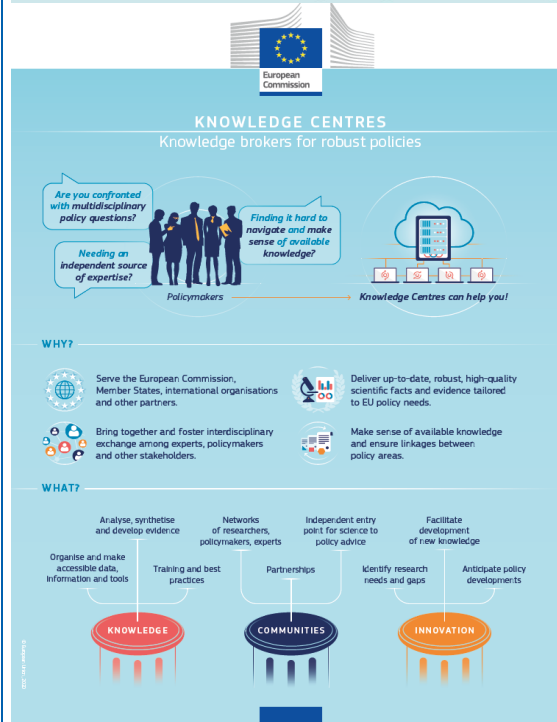 European
Commission
KNOWLEDGE CENTRES
Knowledge brokers for robust policies
Are you confronted
with multidisciplinary
policy questions?
Finding it hard to
navigate and make
sense of available
knowledge?
Needing an
independent source
of expertise?
Policymakers
Knowledge Centres can help you!
WHY?
Serve the European Commission,
Member States, international organisations
and other partners.
Deliver up-to-date, robust, high-quality
scientific facts and evidence tailored
to EU policy needs.
Bring together and foster interdisciplinary
exchange among experts, policymakers
and other stakeholders.
Make sense of available knowledge
and ensure linkages between
policy areas.
WHAT?
Analyse, synthetise
and develop evidence
Organise and make
accessible data,
information and tools
Training and best
practices
KNOWLEDGE
Networks
of researchers,
policymakers, experts
Independent entry
point for science to
policy advice
Partnerships
COMMUNITIES
Facilitate
development
of new knowledge
Identify research
needs and gaps
Anticipate policy
developments
INNOVATION